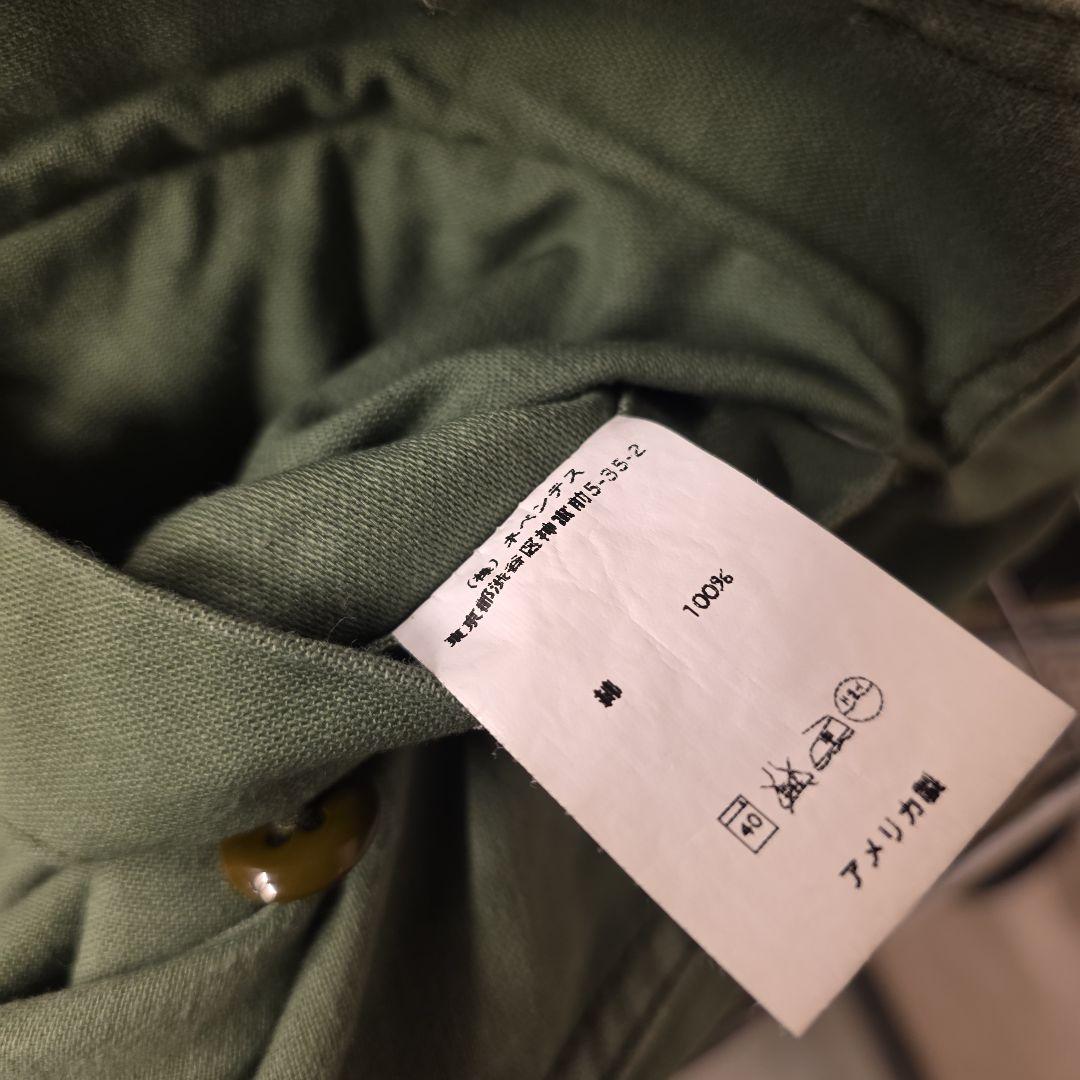 (株) ネペンテス
東京都渋谷区神宮前5-35-2
綿 100%
40
アメリカ製